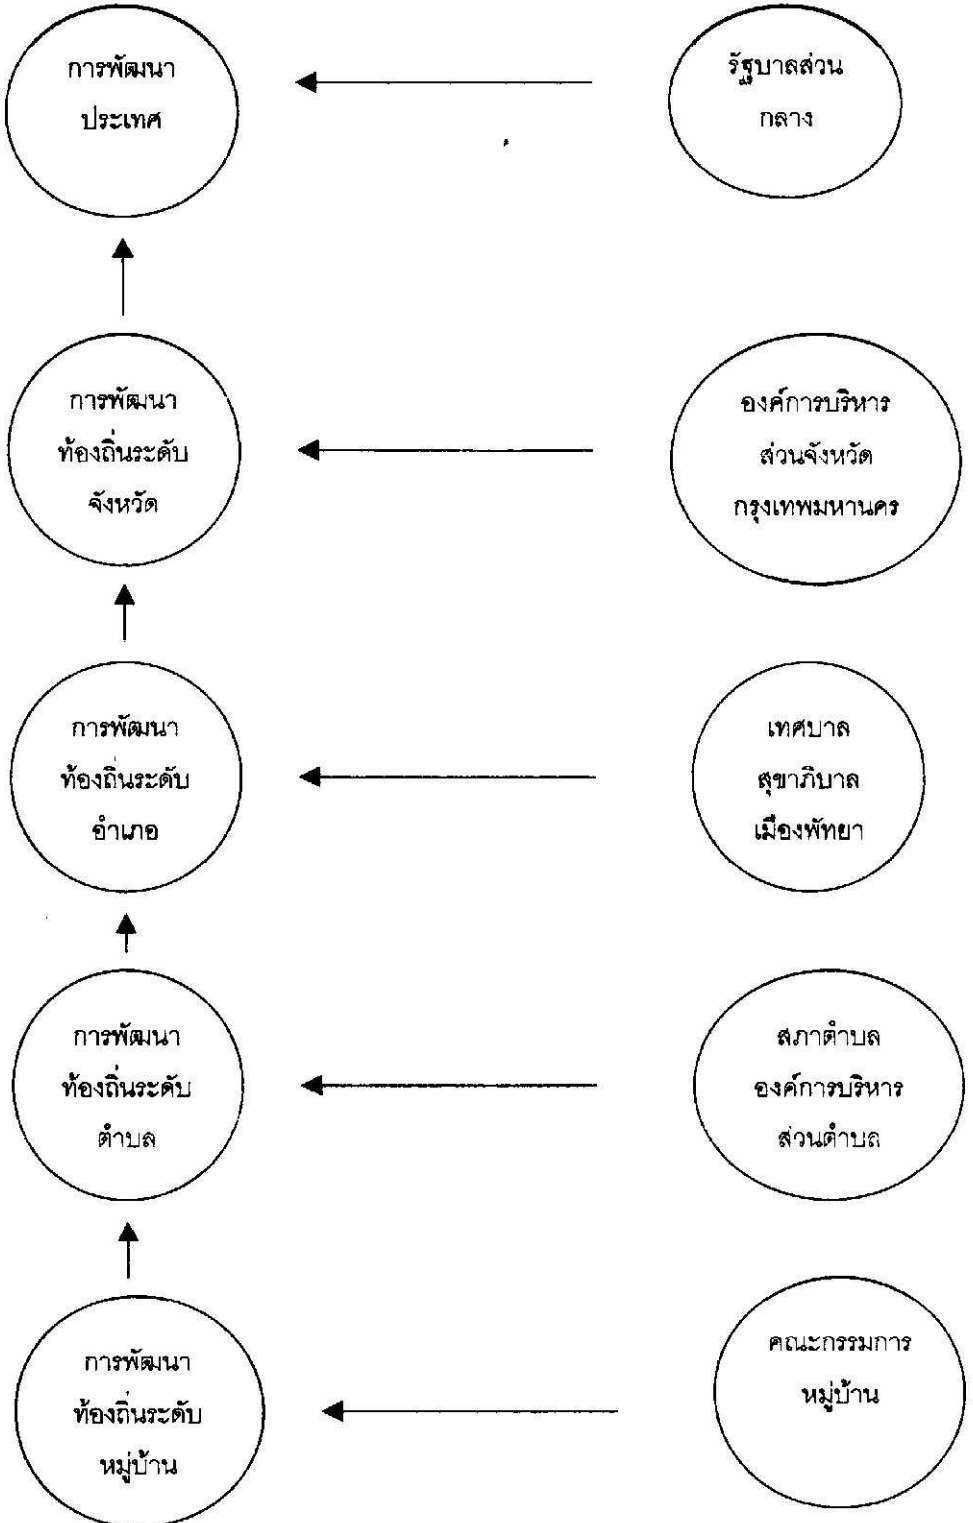 การพัฒนา
ประเทศ
รัฐบาลส่วน
กลาง
การพัฒนา
ท้องถิ่นระดับ
จังหวัด
องค์การบริหาร
ส่วนจังหวัด
กรุงเทพมหานคร
การพัฒนา
ท้องถิ่นระดับ
อำเภอ
เทศบาล
สุขาภิบาล
เมืองพัทยา
การพัฒนา
ท้องถิ่นระดับ
ตำบล
สภาตำบล
องค์การบริหาร
ส่วนตำบล
การพัฒนา
ท้องถิ่นระดับ
หมู่บ้าน
คณะกรรมการ
หมู่บ้าน